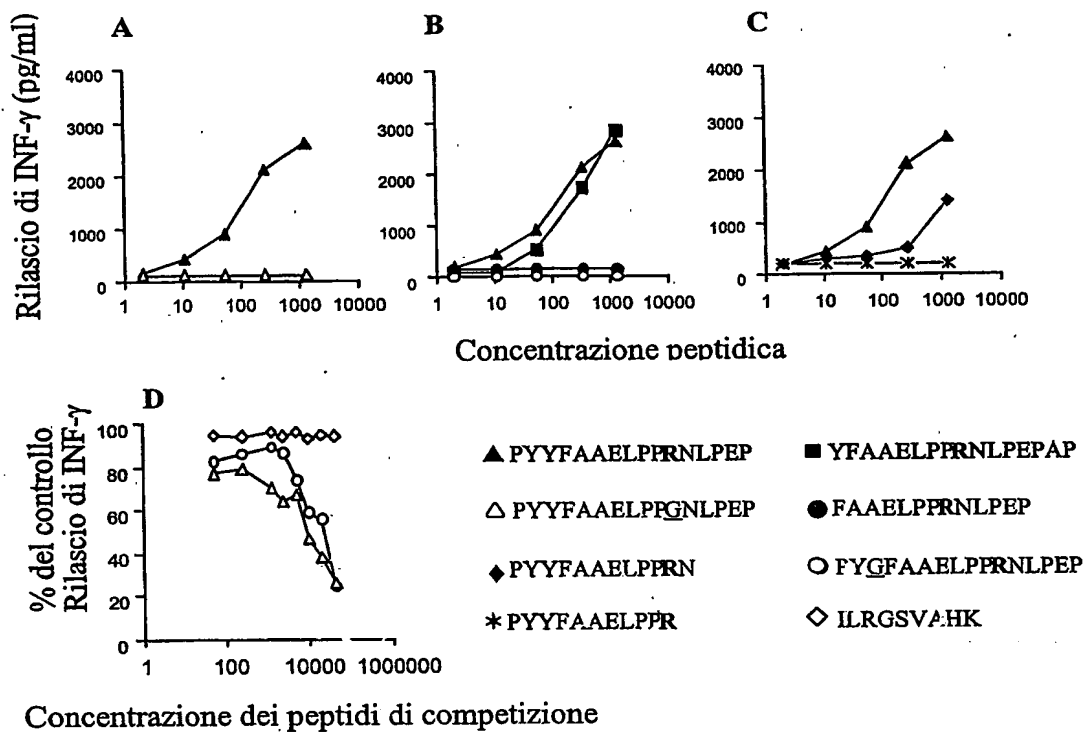 A
B
C
Rilascio di INF-γ (pg/ml)
4000
3000
2000
1000
0
1 10 100 1000 10000
4000
3000
2000
1000
0
1 10 100 1000 10000
4000
3000
2000
1000
0
1 10 100 1000 10000
Concentrazione peptidica
D
% del controllo
Rilascio di INF-γ
100
80
60
40
20
0
1 100 10000 1000000
Concentrazione dei peptidi di competizione
PYYFAAELPPRNLPEP
YFAAELPPRNLPEPAP
PYYFAAELPPGNLPEP
FAAELPPRNLPEP
PYYFAAELPPRN
FYGFAAELPPRNLPEP
PYYFAAELPPR
ILRGSVAHK